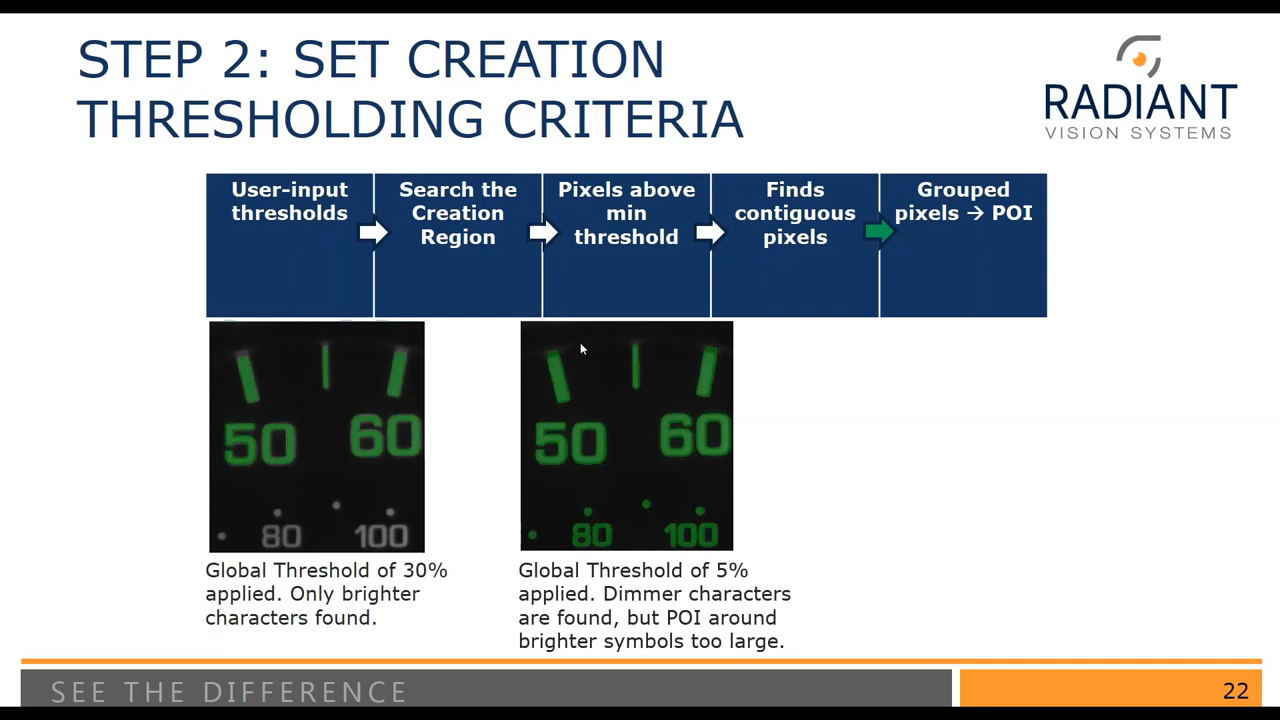 STEP 2: SET CREATION
THRESHOLDING CRITERIA
RADIANT
VISION SYSTEMS
User-input
thresholds
Search the
Creation
Region
Pixels above
min
threshold
Finds
contiguous
pixels
Grouped
pixels → POI
50
60
80
100
50
60
80
100
Global Threshold of 30%
applied. Only brighter
characters found.
Global Threshold of 5%
applied. Dimmer characters
are found, but POI around
brighter symbols too large.
SEE THE DIFFERENCE
22